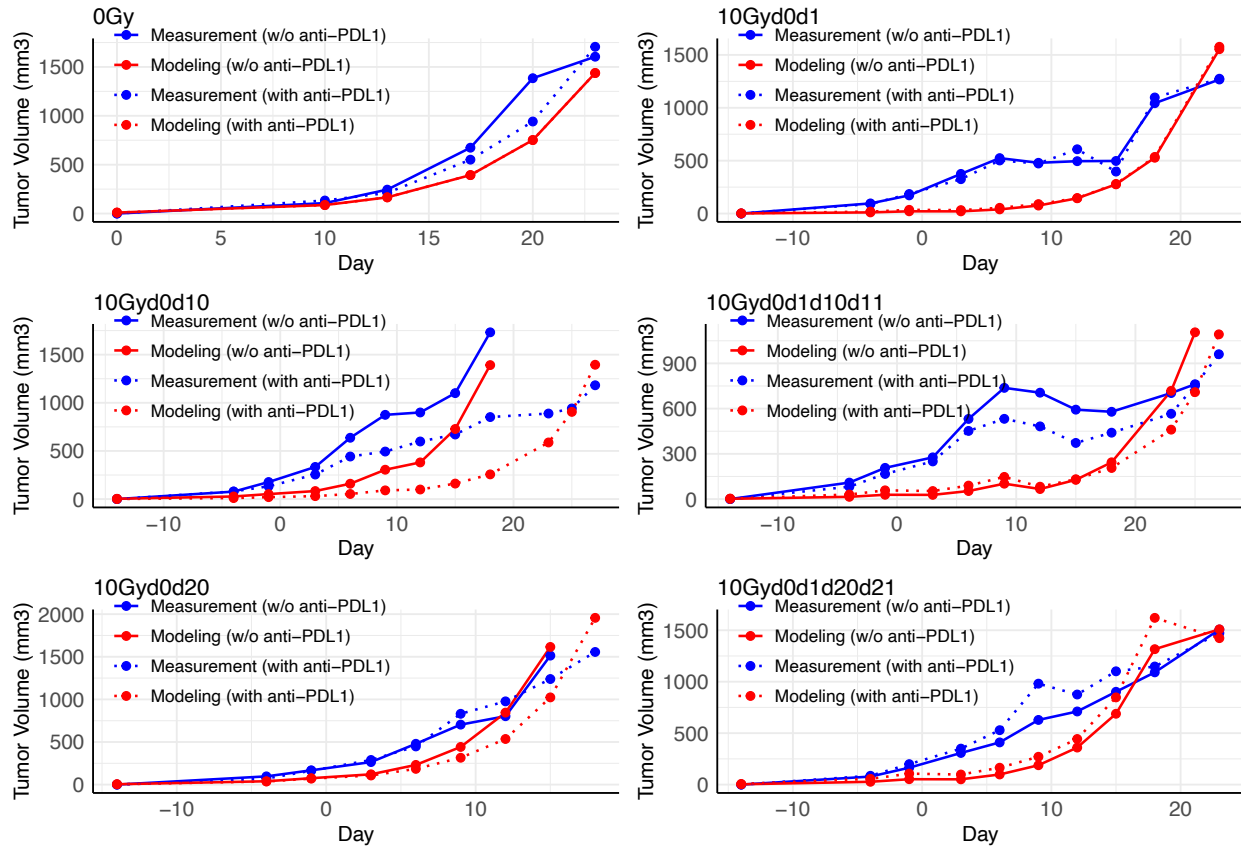 0Gy
Measurement (w/o anti−PDL1)
Modeling (w/o anti−PDL1)
Measurement (with anti−PDL1)
Modeling (with anti−PDL1)
Tumor Volume (mm3)
1500
1000
500
0
0
5
10
15
20
Day
10Gyd0d1
Measurement (w/o anti−PDL1)
Modeling (w/o anti−PDL1)
Measurement (with anti−PDL1)
Modeling (with anti−PDL1)
Tumor Volume (mm3)
1500
1000
500
0
−10
0
10
20
Day
10Gyd0d10
Measurement (w/o anti−PDL1)
Modeling (w/o anti−PDL1)
Measurement (with anti−PDL1)
Modeling (with anti−PDL1)
Tumor Volume (mm3)
1500
1000
500
0
−10
0
10
20
Day
10Gyd0d1d10d11
Measurement (w/o anti−PDL1)
Modeling (w/o anti−PDL1)
Measurement (with anti−PDL1)
Modeling (with anti−PDL1)
Tumor Volume (mm3)
900
600
300
0
−10
0
10
20
Day
10Gyd0d20
Measurement (w/o anti−PDL1)
Modeling (w/o anti−PDL1)
Measurement (with anti−PDL1)
Modeling (with anti−PDL1)
Tumor Volume (mm3)
2000
1500
1000
500
0
−10
0
10
Day
10Gyd0d1d20d21
Measurement (w/o anti−PDL1)
Modeling (w/o anti−PDL1)
Measurement (with anti−PDL1)
Modeling (with anti−PDL1)
Tumor Volume (mm3)
1500
1000
500
0
−10
0
10
20
Day